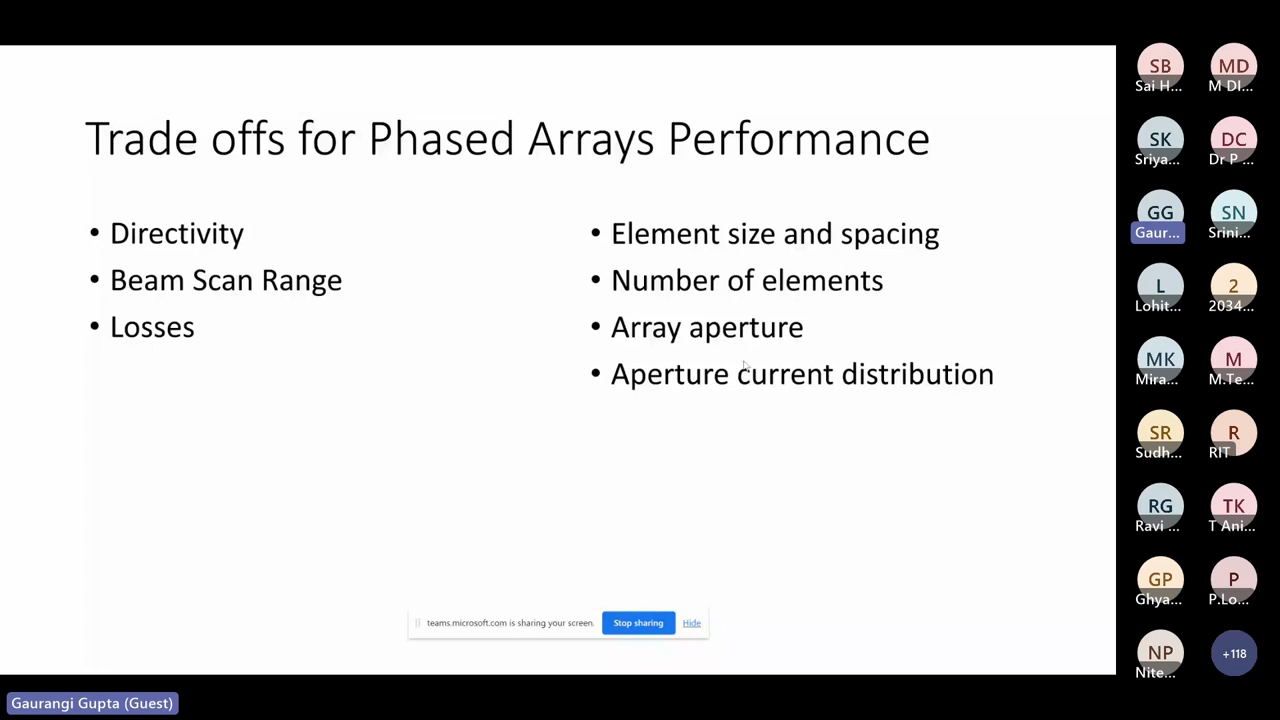 Trade offs for Phased Arrays Performance
• Directivity
• Beam Scan Range
• Losses
• Element size and spacing
• Number of elements
• Array aperture
• Aperture current distribution
teams.microsoft.com is sharing your screen.
Stop sharing
Hide
SB
Sai H...
MD
M DI...
SK
Sriya...
DC
Dr P ...
GG
Gaur...
SN
Srini...
L
Lohit...
2
2034...
MK
Mira...
M
M.Te...
SR
Sudh...
R
RIT
RG
Ravi ...
TK
T Ani...
GP
Ghya...
P
P.Lo...
NP
Nite...
+118
Gaurangi Gupta (Guest)